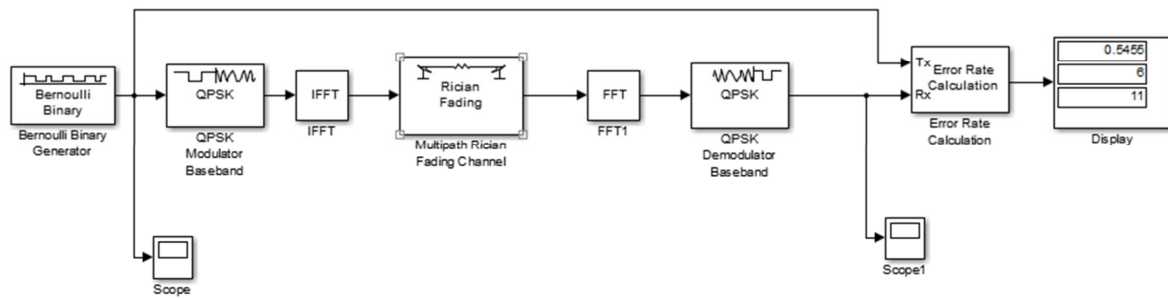 Bernoulli
Binary
Bernoulli Binary
Generator
QPSK
QPSK
Modulator
Baseband
IFFT
IFFT
Rician
Fading
Multipath Rician
Fading Channel
FFT
FFT1
QPSK
QPSK
Demodulator
Baseband
Tx
Rx
Error Rate
Calculation
Error Rate
Calculation
0.5455
6
11
Display
Scope
Scope1